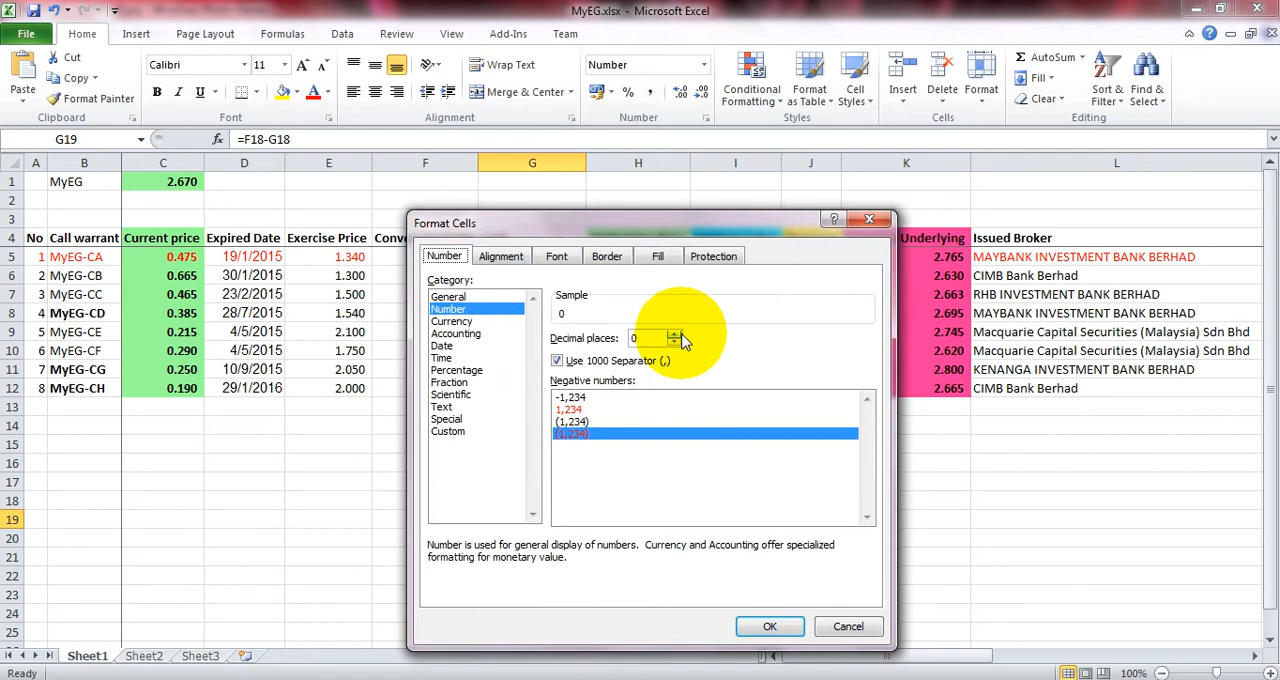 MyEG.xlsx - Microsoft Excel
File Home Insert Page Layout Formulas Data Review View Add-Ins Team
Cut Calibri 11 Wrap Text Number AutoSum
Paste Copy Conditional Formatting Format as Table Cell Styles Insert Delete Format Fill Sort & Filter Find & Select
Format Painter B I U Merge & Center % , Clear
Clipboard Font Alignment Number Styles Cells Editing
G19 fx =F18-G18
A B C D E F G H I J K L
1 MyEG 2.670
2
3
4 No Call warrant Current price Expired Date Exercise Price Underlying Issued Broker
5 1 MyEG-CA 0.475 19/1/2015 1.340 2.765 MAYBANK INVESTMENT BANK BERHAD
6 2 MyEG-CB 0.665 30/1/2015 1.300 2.630 CIMB Bank Berhad
7 3 MyEG-CC 0.465 23/2/2015 1.500 2.663 RHB INVESTMENT BANK BERHAD
8 4 MyEG-CD 0.385 28/7/2015 1.540 2.695 MAYBANK INVESTMENT BANK BERHAD
9 5 MyEG-CE 0.215 4/5/2015 2.100 2.745 Macquarie Capital Securities (Malaysia) Sdn Bhd
10 6 MyEG-CF 0.290 4/5/2015 1.750 2.620 Macquarie Capital Securities (Malaysia) Sdn Bhd
11 7 MyEG-CG 0.250 10/9/2015 2.050 2.800 KENANGA INVESTMENT BANK BERHAD
12 8 MyEG-CH 0.190 29/1/2016 2.000 2.665 CIMB Bank Berhad
13
14
15
16
17
18
19
20
21
22
23
24
25
Format Cells
Number Alignment Font Border Fill Protection
Category:
General
Number
Currency
Accounting
Date
Time
Percentage
Fraction
Scientific
Text
Special
Custom
Sample
0
Decimal places: 0
Use 1000 Separator (,)
Negative numbers:
-1,234
1,234
(1,234)
(1,234)
Number is used for general display of numbers. Currency and Accounting offer specialized
formatting for monetary value.
OK Cancel
Sheet1 Sheet2 Sheet3
Ready 100%